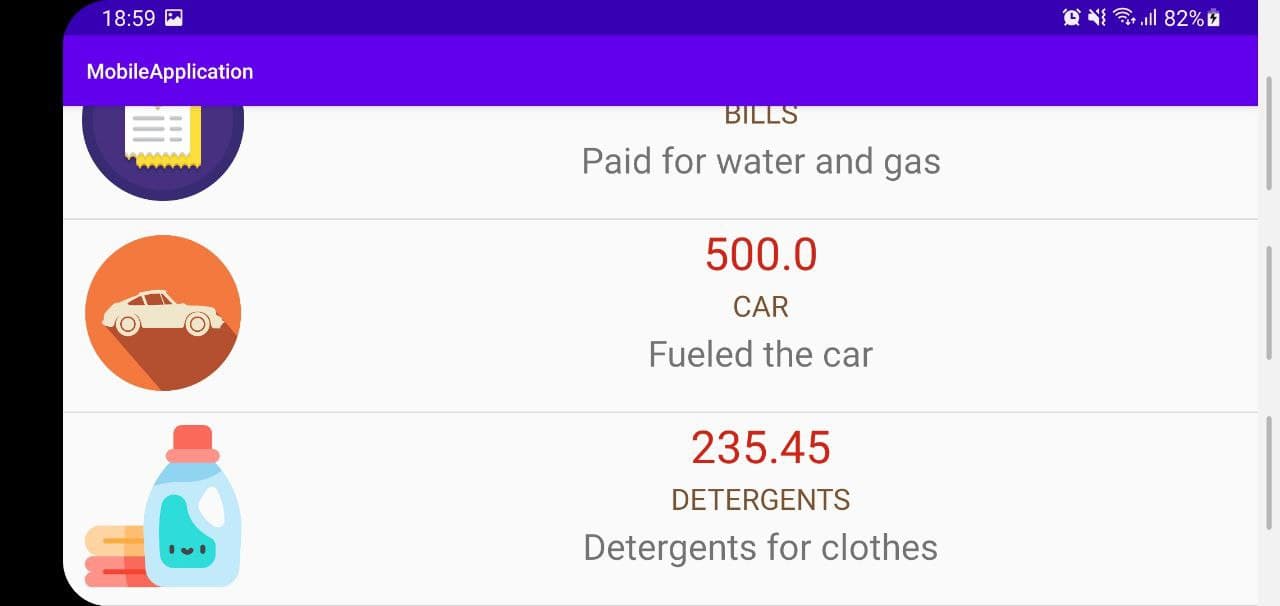 18:59 82%
MobileApplication
BILLS
Paid for water and gas
500.0
CAR
Fueled the car
235.45
DETERGENTS
Detergents for clothes